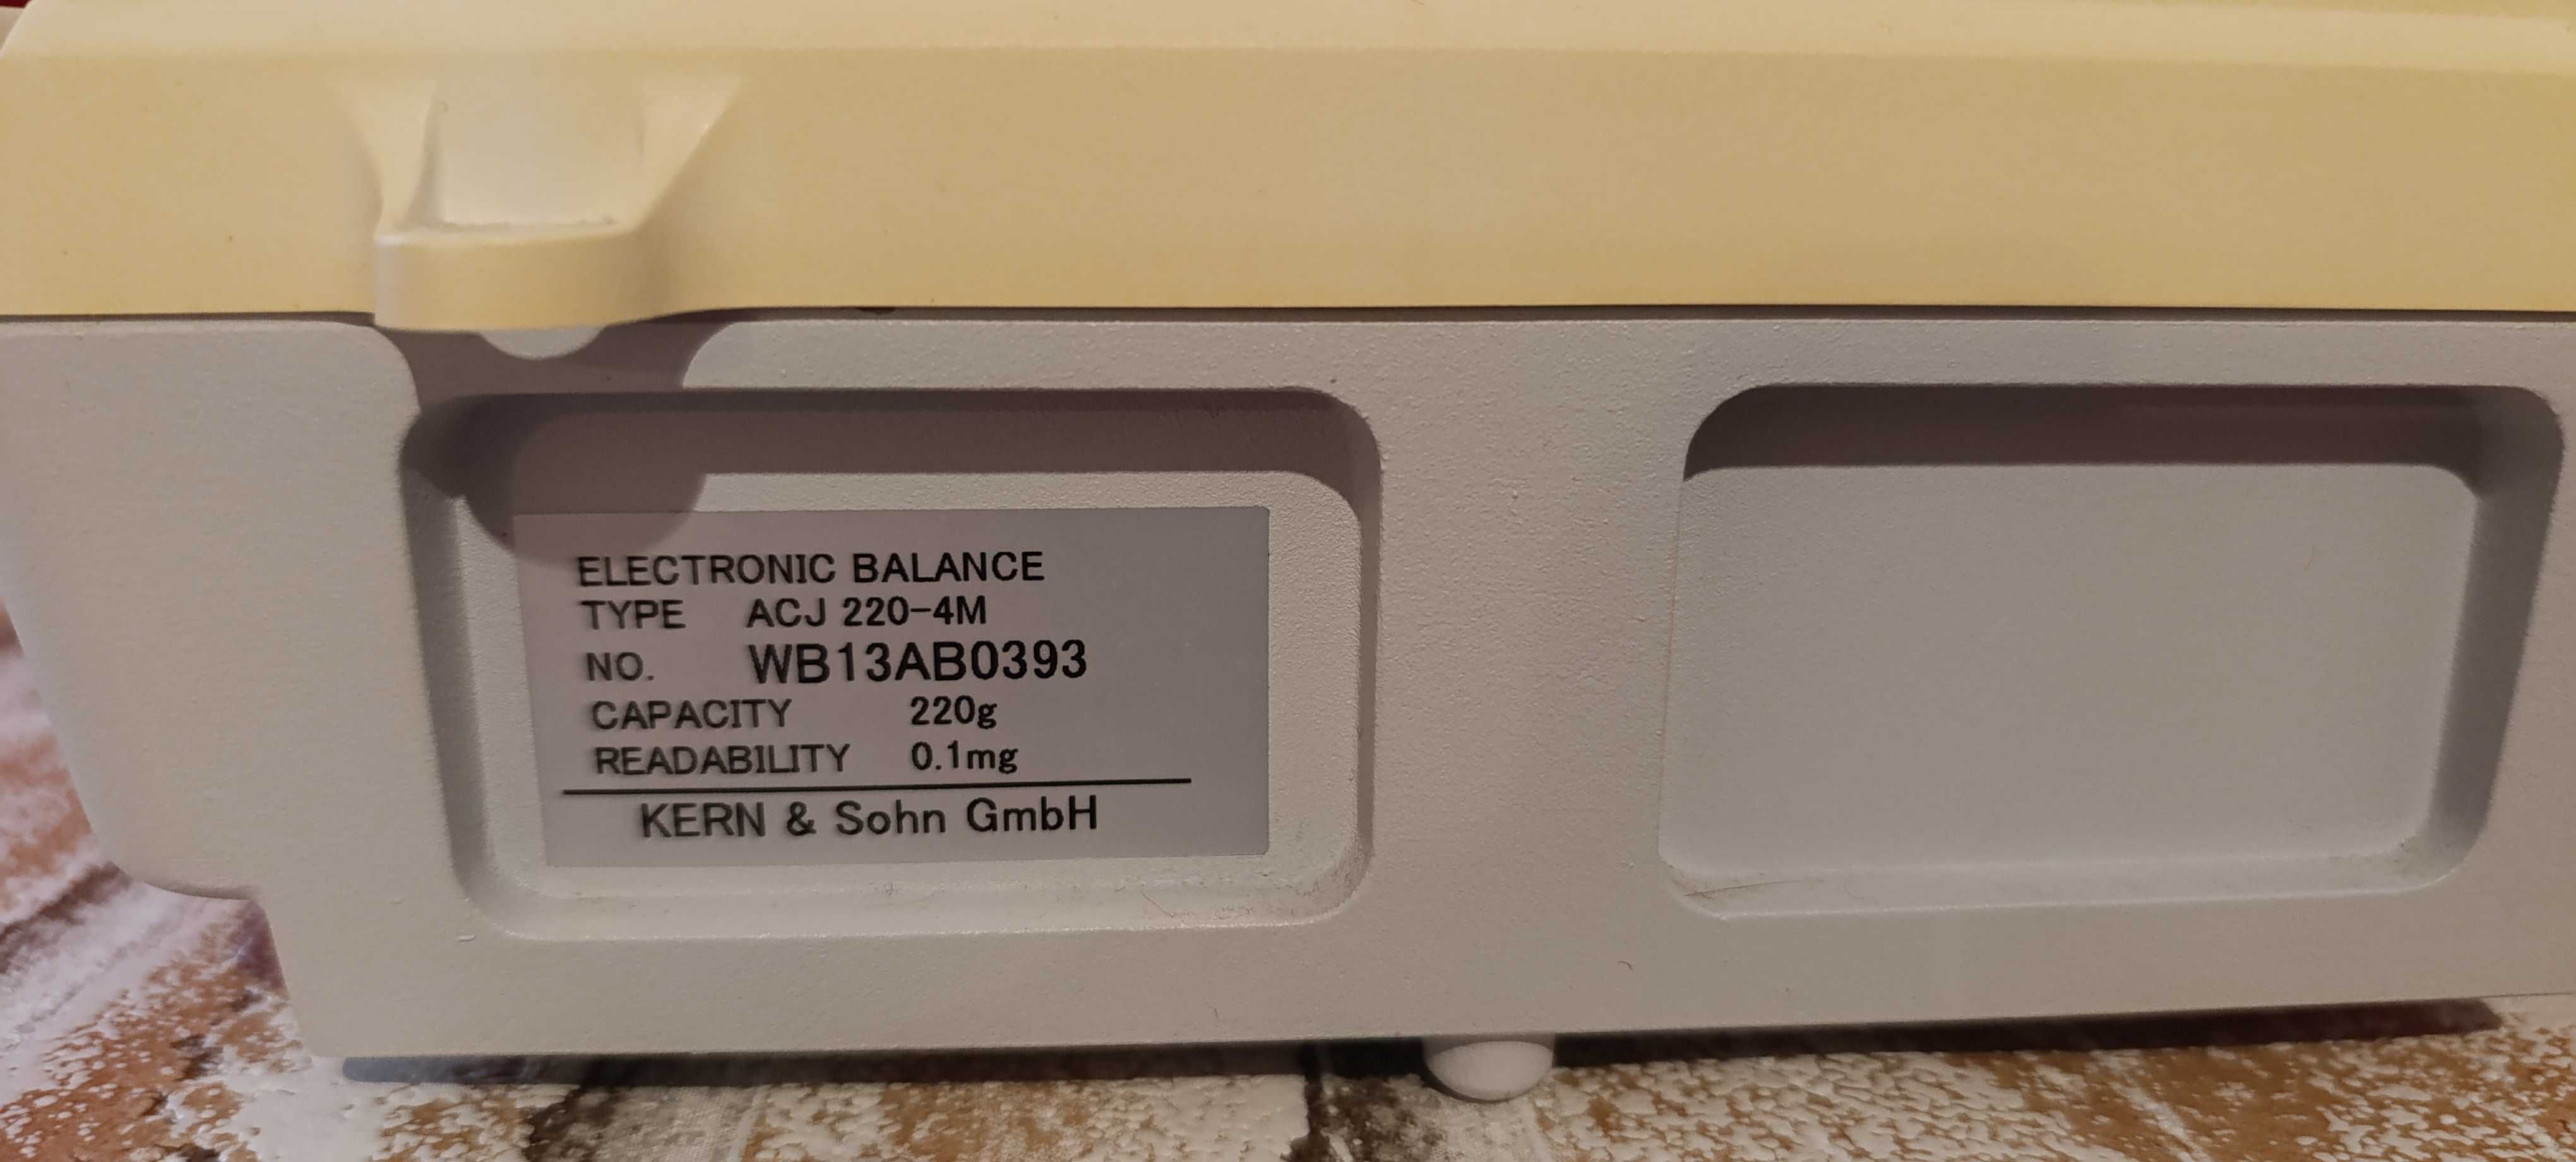 ELECTRONIC BALANCE
TYPE ACJ 220-4M
NO. WB13AB0393
CAPACITY 220g
READABILITY 0.1mg
KERN & Sohn GmbH